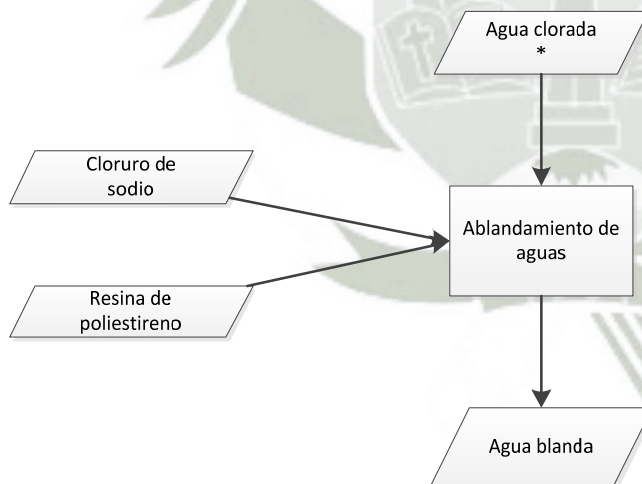 Agua clorada
*
Cloruro de
sodio
Ablandamiento de
aguas
Resina de
poliestireno
Agua blanda